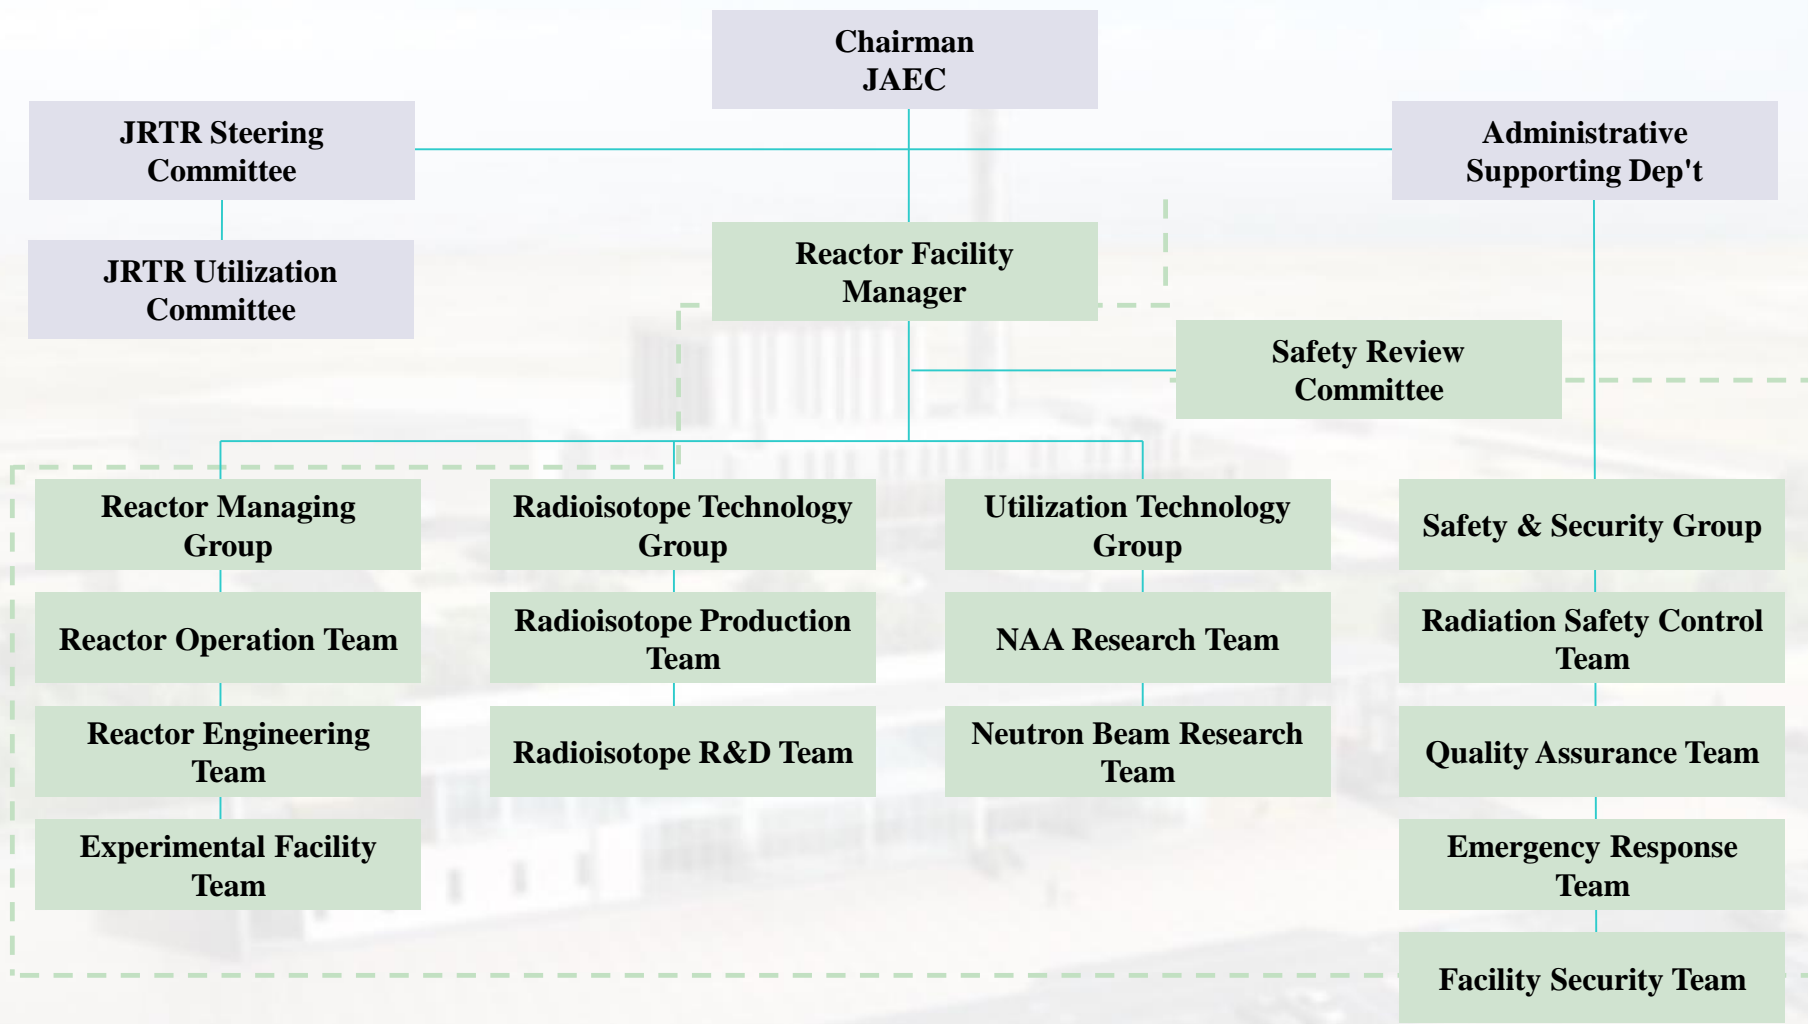 Chairman
JAEC
JRTR Steering
Committee
Administrative
Supporting Dep't
JRTR Utilization
Committee
Reactor Facility
Manager
Safety Review
Committee
Reactor Managing
Group
Radioisotope Technology
Group
Utilization Technology
Group
Safety & Security Group
Reactor Operation Team
Radioisotope Production
Team
NAA Research Team
Radiation Safety Control
Team
Reactor Engineering
Team
Radioisotope R&D Team
Neutron Beam Research
Team
Quality Assurance Team
Experimental Facility
Team
Emergency Response
Team
Facility Security Team